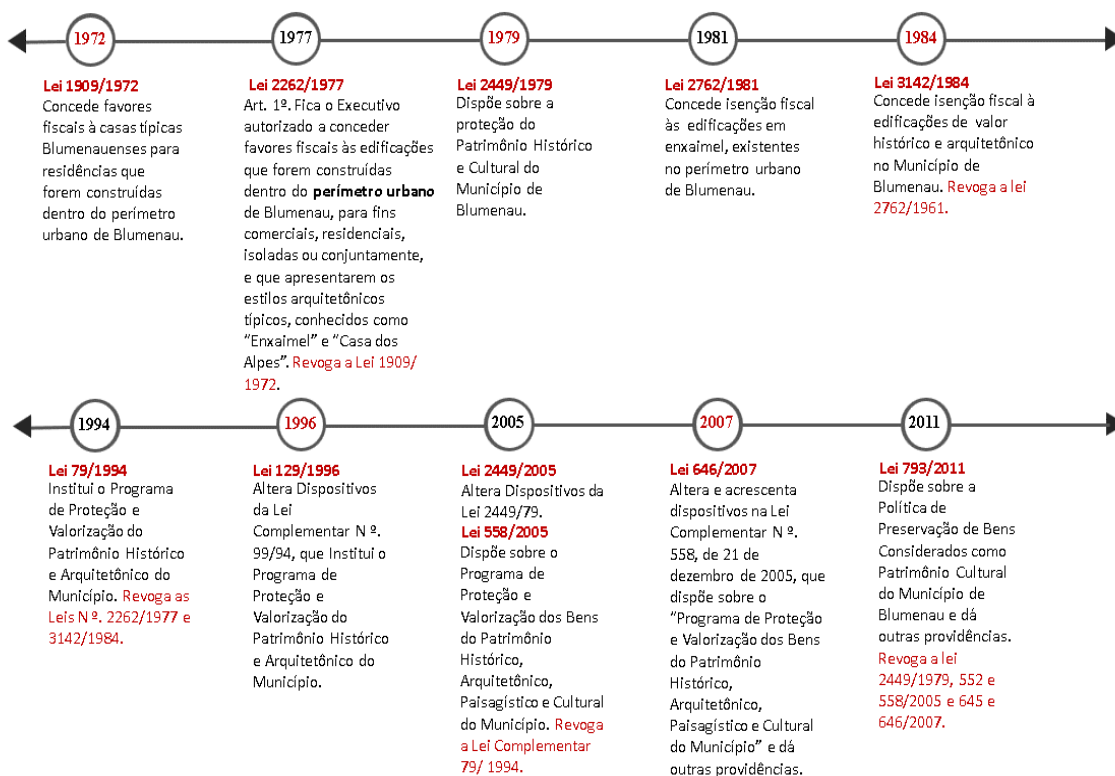 1972
1977
1979
1981
1984
Lei 1909/1972
Concede favores
fiscais à casas típicas
Blumenauenses para
residências que
forem construídas
dentro do perímetro
urbano de Blumenau.
Lei 2262/1977
Art. 1º. Fica o Executivo
autorizado a conceder
favores fiscais às edificações
que forem construídas
dentro do perímetro urbano
de Blumenau, para fins
comerciais, residenciais,
isoladas ou conjuntamente,
e que apresentarem os
estilos arquitetônicos
típicos, conhecidos como
“Enxaimel” e “Casa dos
Alpes”. Revoga a Lei 1909/
1972.
Lei 2449/1979
Dispõe sobre a
proteção do
Patrimônio Histórico
e Cultural do
Município de
Blumenau.
Lei 2762/1981
Concede isenção fiscal
às edificações em
enxaimel, existentes
no perímetro urbano
de Blumenau.
Lei 3142/1984
Concede isenção fiscal à
edificações de valor
histórico e arquitetônico
no Município de
Blumenau. Revoga a lei
2762/1961.
1994
1996
2005
2007
2011
Lei 79/1994
Institui o Programa
de Proteção e
Valorização do
Patrimônio Histórico
e Arquitetônico do
Município. Revoga as
Leis Nº. 2262/1977 e
3142/1984.
Lei 129/1996
Altera Dispositivos
da Lei
Complementar Nº.
99/94, que Institui o
Programa de
Proteção e
Valorização do
Patrimônio Histórico
e Arquitetônico do
Município.
Lei 2449/2005
Altera Dispositivos da
Lei 2449/79.
Lei 558/2005
Dispõe sobre o
Programa de
Proteção e
Valorização dos Bens
do Patrimônio
Histórico,
Arquitetônico,
Paisagístico e Cultural
do Município. Revoga
a Lei Complementar
79/ 1994.
Lei 646/2007
Altera e acrescenta
dispositivos na Lei
Complementar Nº.
558, de 21 de
dezembro de 2005, que
dispõe sobre o
“Programa de Proteção
e Valorização dos Bens
do Patrimônio
Histórico,
Arquitetônico,
Paisagístico e Cultural
do Município” e dá
outras providências.
Lei 793/2011
Dispõe sobre a
Política de
Preservação de Bens
Considerados como
Patrimônio Cultural
do Município de
Blumenau e dá
outras providências.
Revoga a lei
2449/1979, 552 e
558/2005 e 645 e
646/2007.